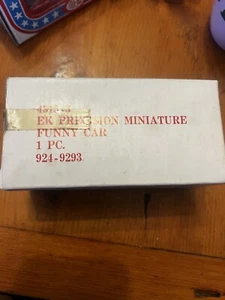 EK PRECISION MINIATURE
FUNNY CAR
1 PC.
924-9293